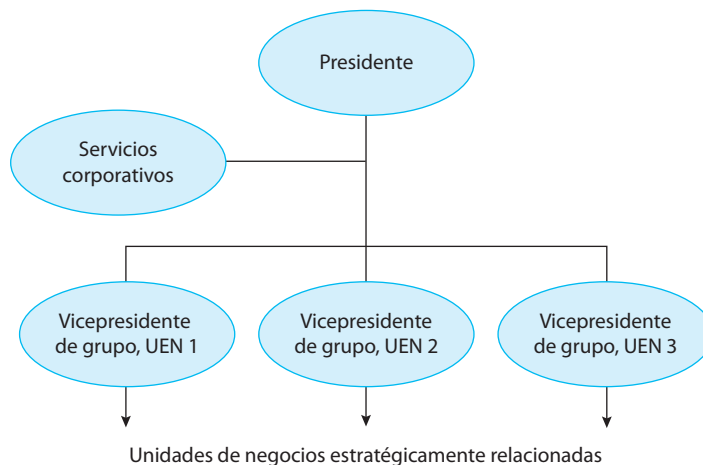 Presidente
Servicios
corporativos
Vicepresidente
de grupo, UEN 1
Vicepresidente
de grupo, UEN 2
Vicepresidente
de grupo, UEN 3
Unidades de negocios estratégicamente relacionadas